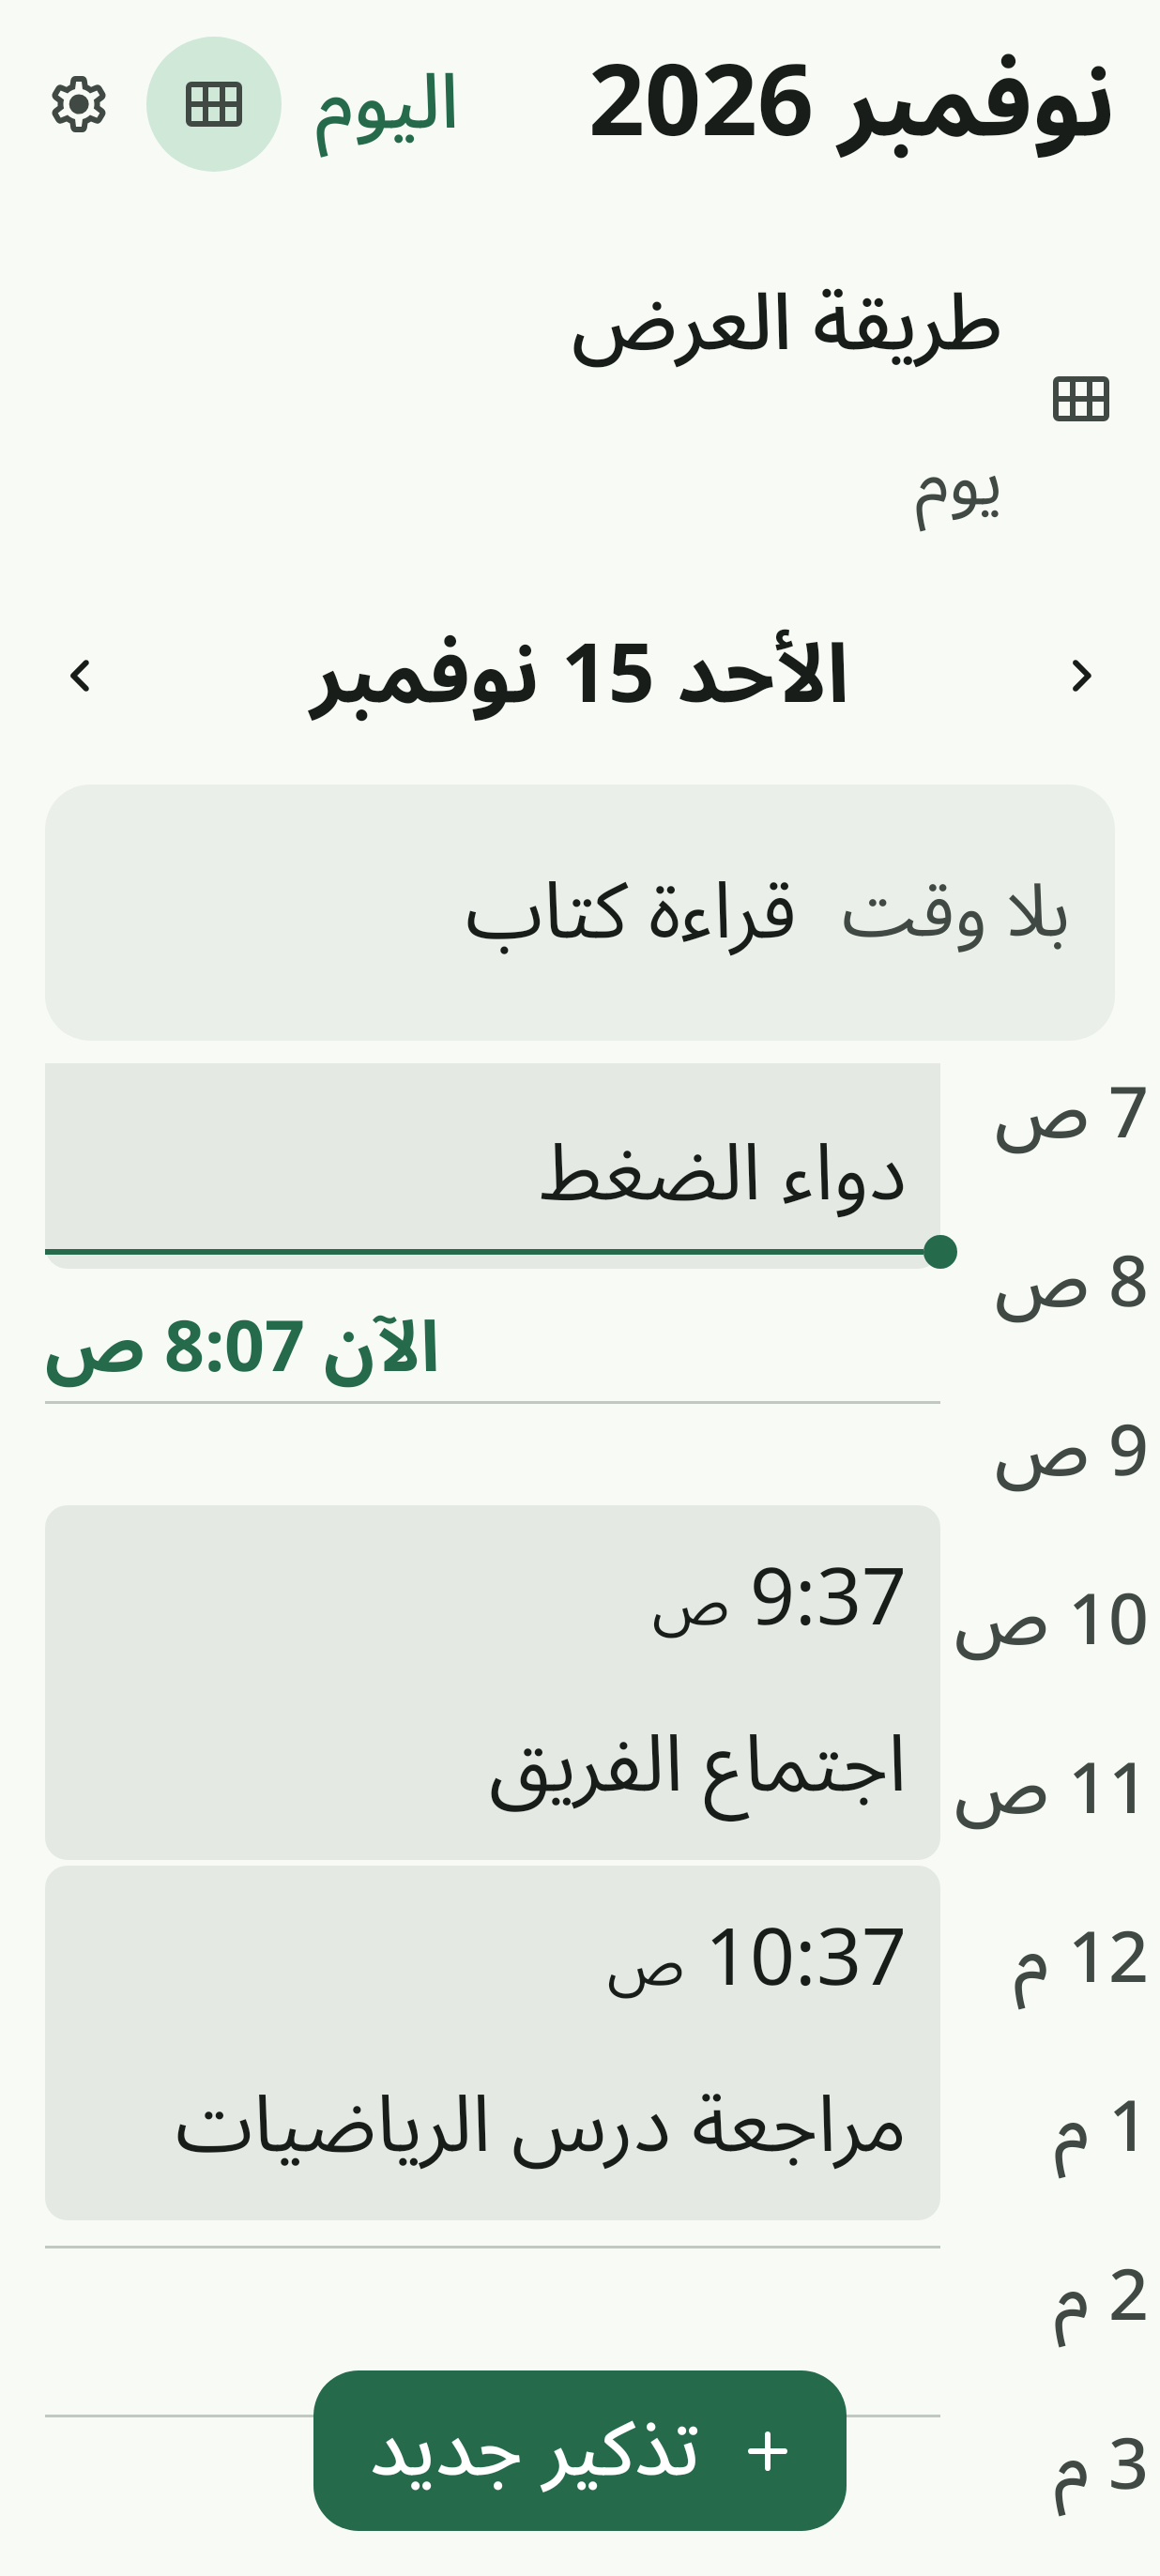 نوفمبر 2026
اليوم
طريقة العرض
يوم
الأحد 15 نوفمبر
بلا وقت قراءة كتاب
7 ص
دواء الضغط
8 ص
الآن 8:07 ص
9 ص
9:37 ص
10 ص
اجتماع الفريق
11 ص
10:37 ص
12 م
مراجعة درس الرياضيات
1 م
2 م
تذكير جديد
3 م